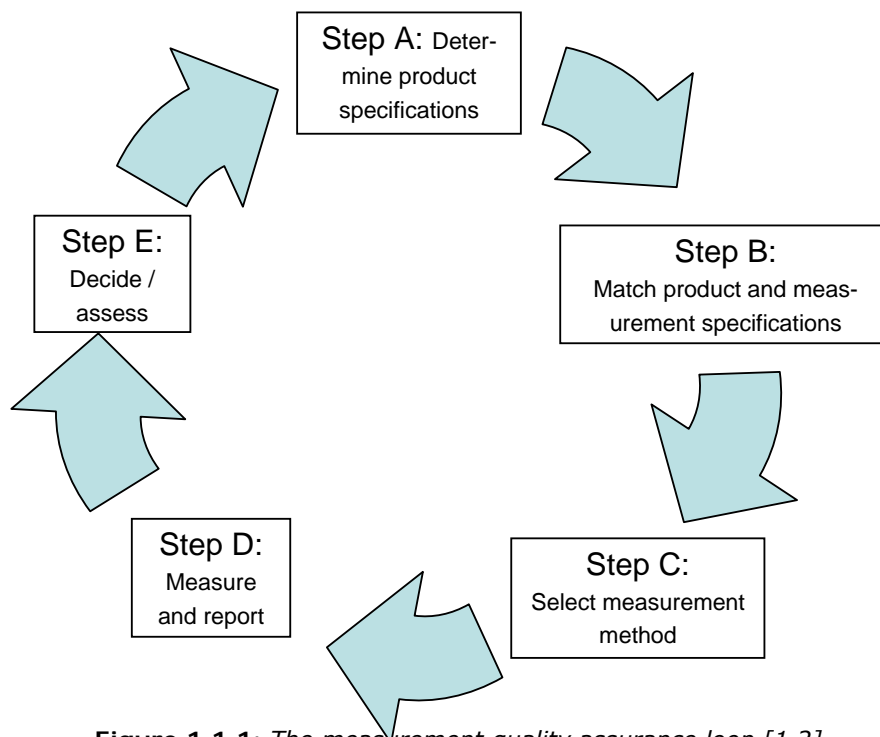 Step A: Deter-
mine product
specifications
Step B:
Match product and meas-
urement specifications
Step C:
Select measurement
method
Step D:
Measure
and report
Step E:
Decide /
assess
Figure 1.1.1: The measurement quality assurance loop [1.2]